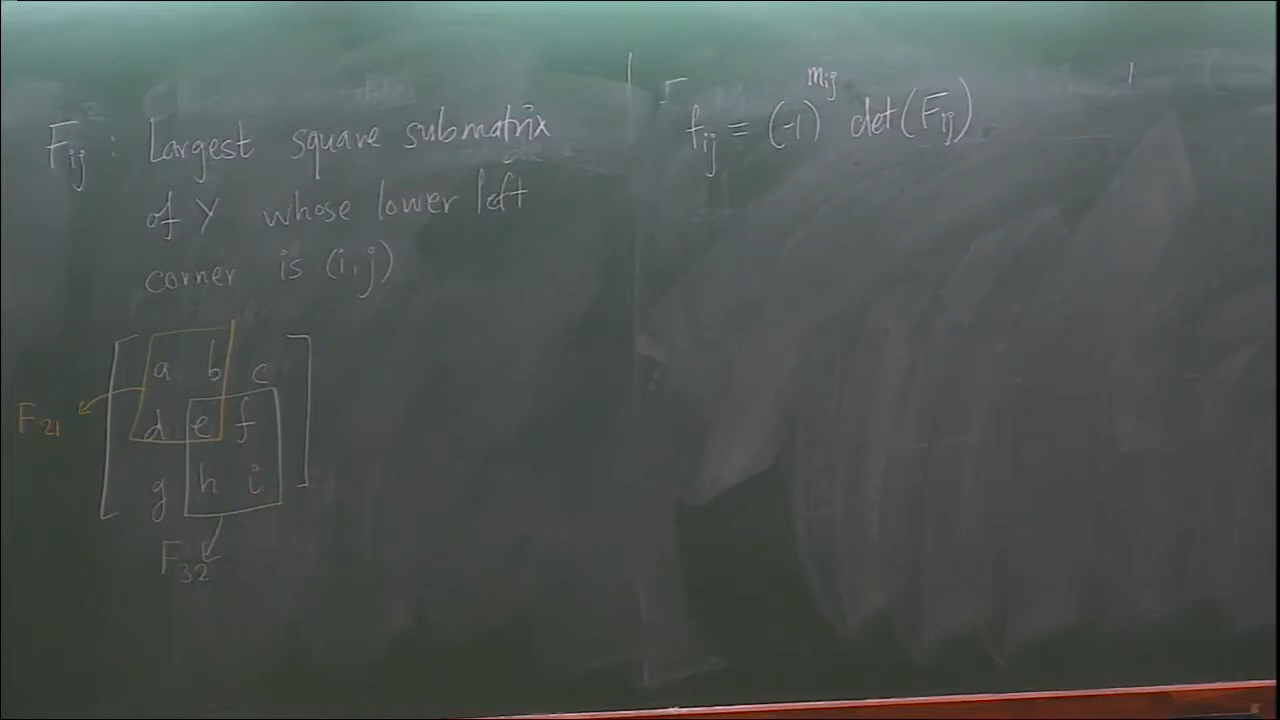 F_ij : Largest square submatrix
of Y whose lower left
corner is (i,j)
[ a b c
d e f
g h i ]
F_21
F_32
f_ij = (-1)^{m_ij} det(F_ij)